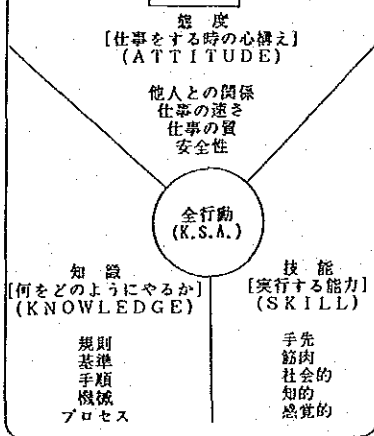 態度
[仕事をする時の心構え]
(ATTITUDE)
他人との関係
仕事の速さ
仕事の質
安全性
全行動
(K.S.A.)
知識
[何をどのようにやるか]
(KNOWLEDGE)
規則
基準
手順
機械
プロセス
技能
[実行する能力]
(SKILL)
手先
筋肉
社会的
知的
感覚的